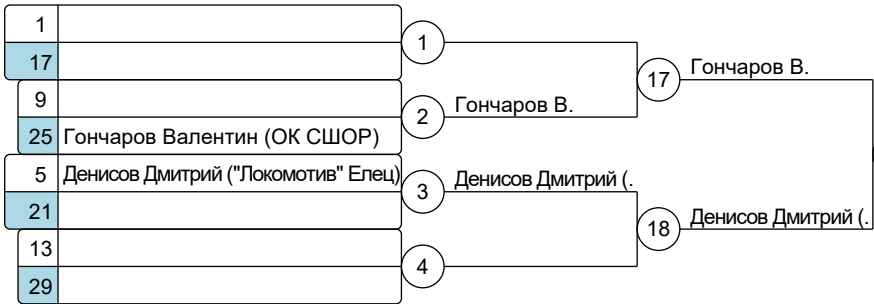 1
1
17
17
Гончаров В.
9
2
Гончаров В.
25
Гончаров Валентин (ОК СШОР)
5
Денисов Дмитрий ("Локомотив" Елец)
3
Денисов Дмитрий (.
21
18
Денисов Дмитрий (.
13
4
29